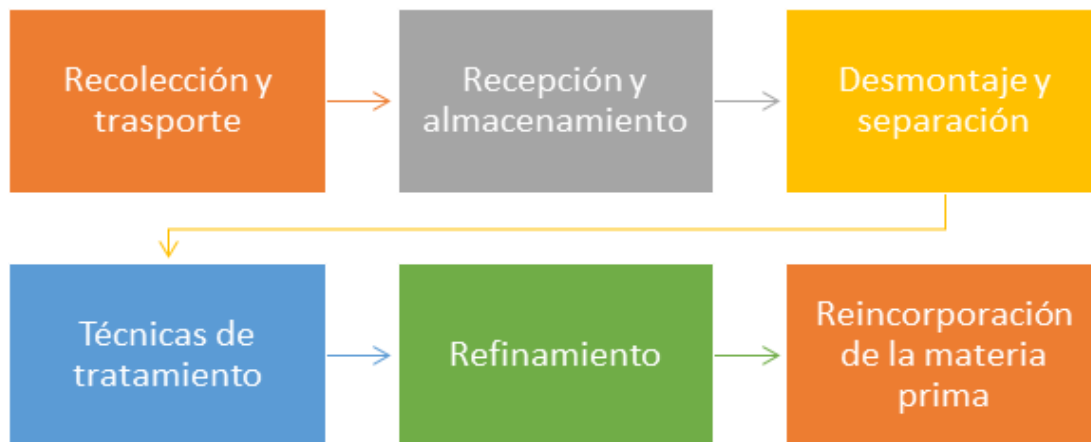 Recolección y
trasporte
Recepción y
almacenamiento
Desmontaje y
separación
Técnicas de
tratamiento
Refinamiento
Reincorporación
de la materia
prima